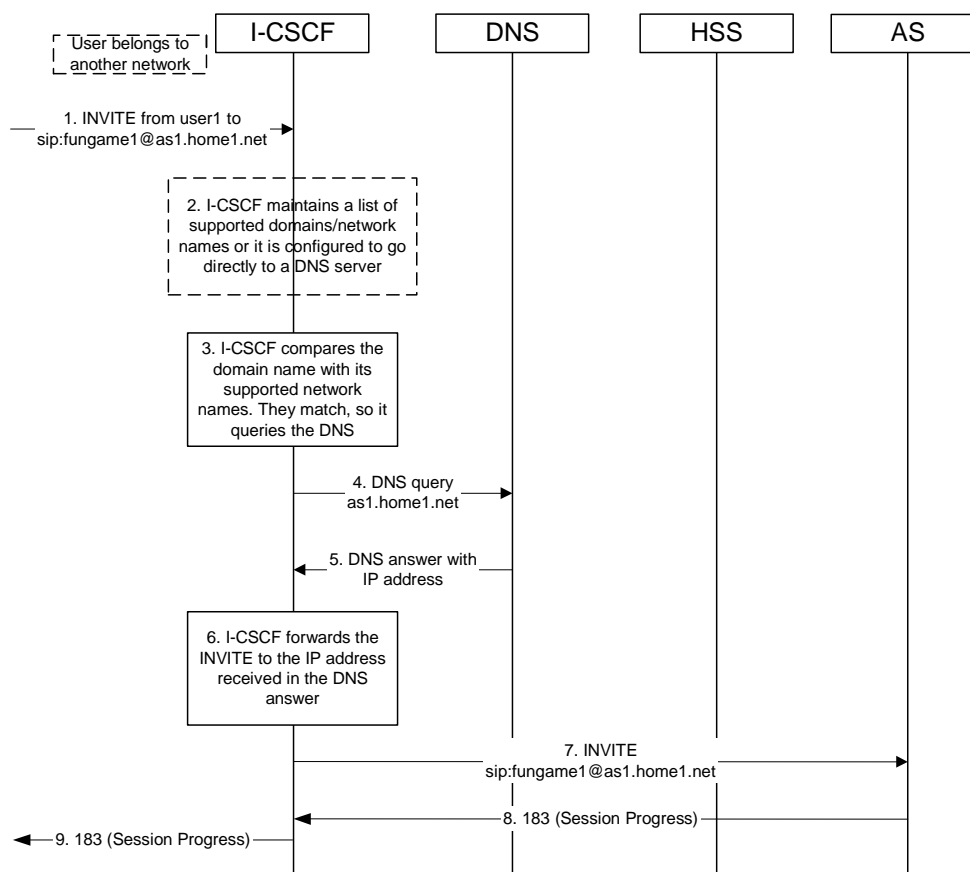 I-CSCF
DNS
HSS
AS
User belongs to
another network
1. INVITE from user1 to
sip:fungame1@as1.home1.net
2. I-CSCF maintains a list of
supported domains/network
names or it is configured to go
directly to a DNS server
3. I-CSCF compares the
domain name with its
supported network
names. They match, so it
queries the DNS
4. DNS query
as1.home1.net
5. DNS answer with
IP address
6. I-CSCF forwards the
INVITE to the IP address
received in the DNS
answer
7. INVITE
sip:fungame1@as1.home1.net
8. 183 (Session Progress)
9. 183 (Session Progress)